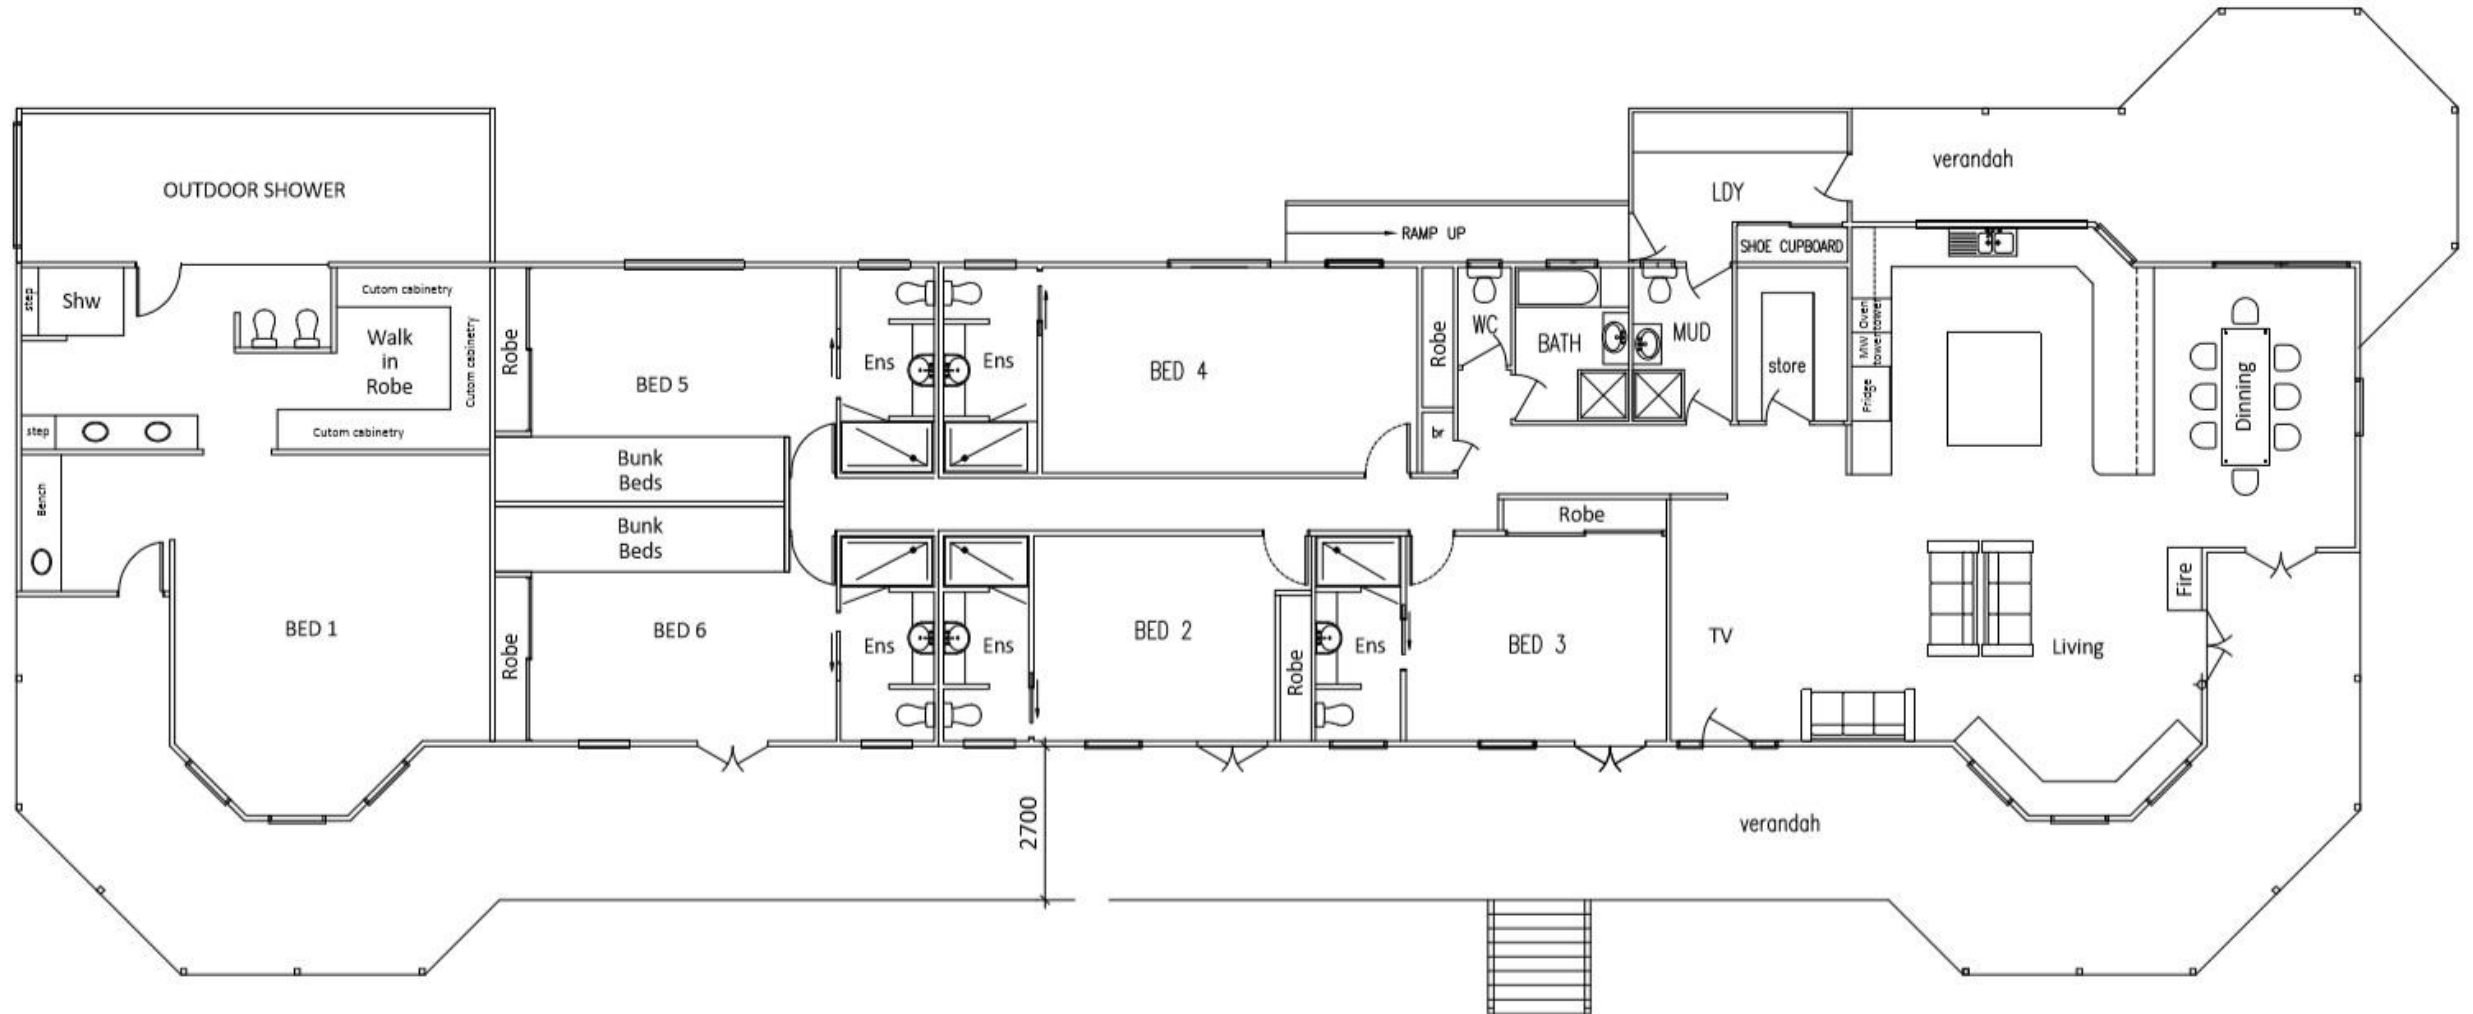 verandah
OUTDOOR SHOWER
LDY
RAMP UP
SHOE CUPBOARD
step
Shw
Cutom cabinetry
Walk
in
Robe
Cutom cabinetry
Cutom cabinetry
step
Bench
Robe
BED 5
Ens
Ens
BED 4
Robe
br
WC
BATH
MUD
store
Oven
tower
MW
tower
Fridge
Dinning
Bunk
Beds
Bunk
Beds
Robe
BED 1
Robe
BED 6
Ens
Ens
BED 2
Robe
Ens
BED 3
TV
Living
Fire
2700
verandah